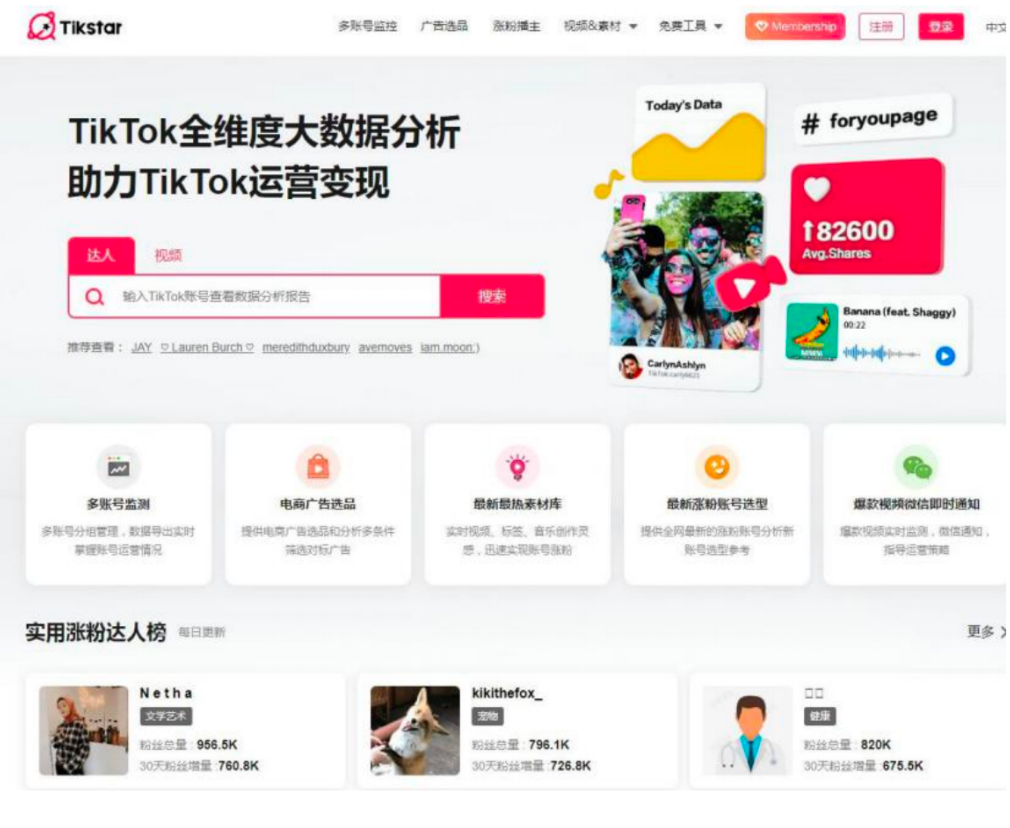 Tikstar
多账号监控 广告选品 涨粉播主 视频&素材 免费工具 Membership 注册 登录 中文
TikTok全维度大数据分析
助力TikTok运营变现
达人 视频
输入TikTok账号查看数据分析报告 搜索
推荐查看： JAY ♡ Lauren Burch ♡ meredithduxbury avemoves iam.moon:)
Today's Data
# foryoupage
↑82600
Avg.Shares
Banana (feat. Shaggy)
00:22
CarlynAshlyn
多账号监测
多账号分组管理，数据导出实时
掌握账号运营情况
电商广告选品
提供电商广告选品和分析多条件
筛选对标广告
最新最热素材库
实时视频、标签、音乐创作灵
感，迅速实现账号涨粉
最新涨粉账号选型
提供全网最新的涨粉账号分析新
账号选型参考
爆款视频微信即时通知
爆款视频实时监测，微信通知，
指导运营策略
实用涨粉达人榜 每日更新 更多
Netha
文学艺术
粉丝总量 : 956.5K
30天粉丝增量 :760.8K
kikithefox_
宠物
粉丝总量 : 796.1K
30天粉丝增量 :726.8K
健康
粉丝总量 : 820K
30天粉丝增量 :675.5K